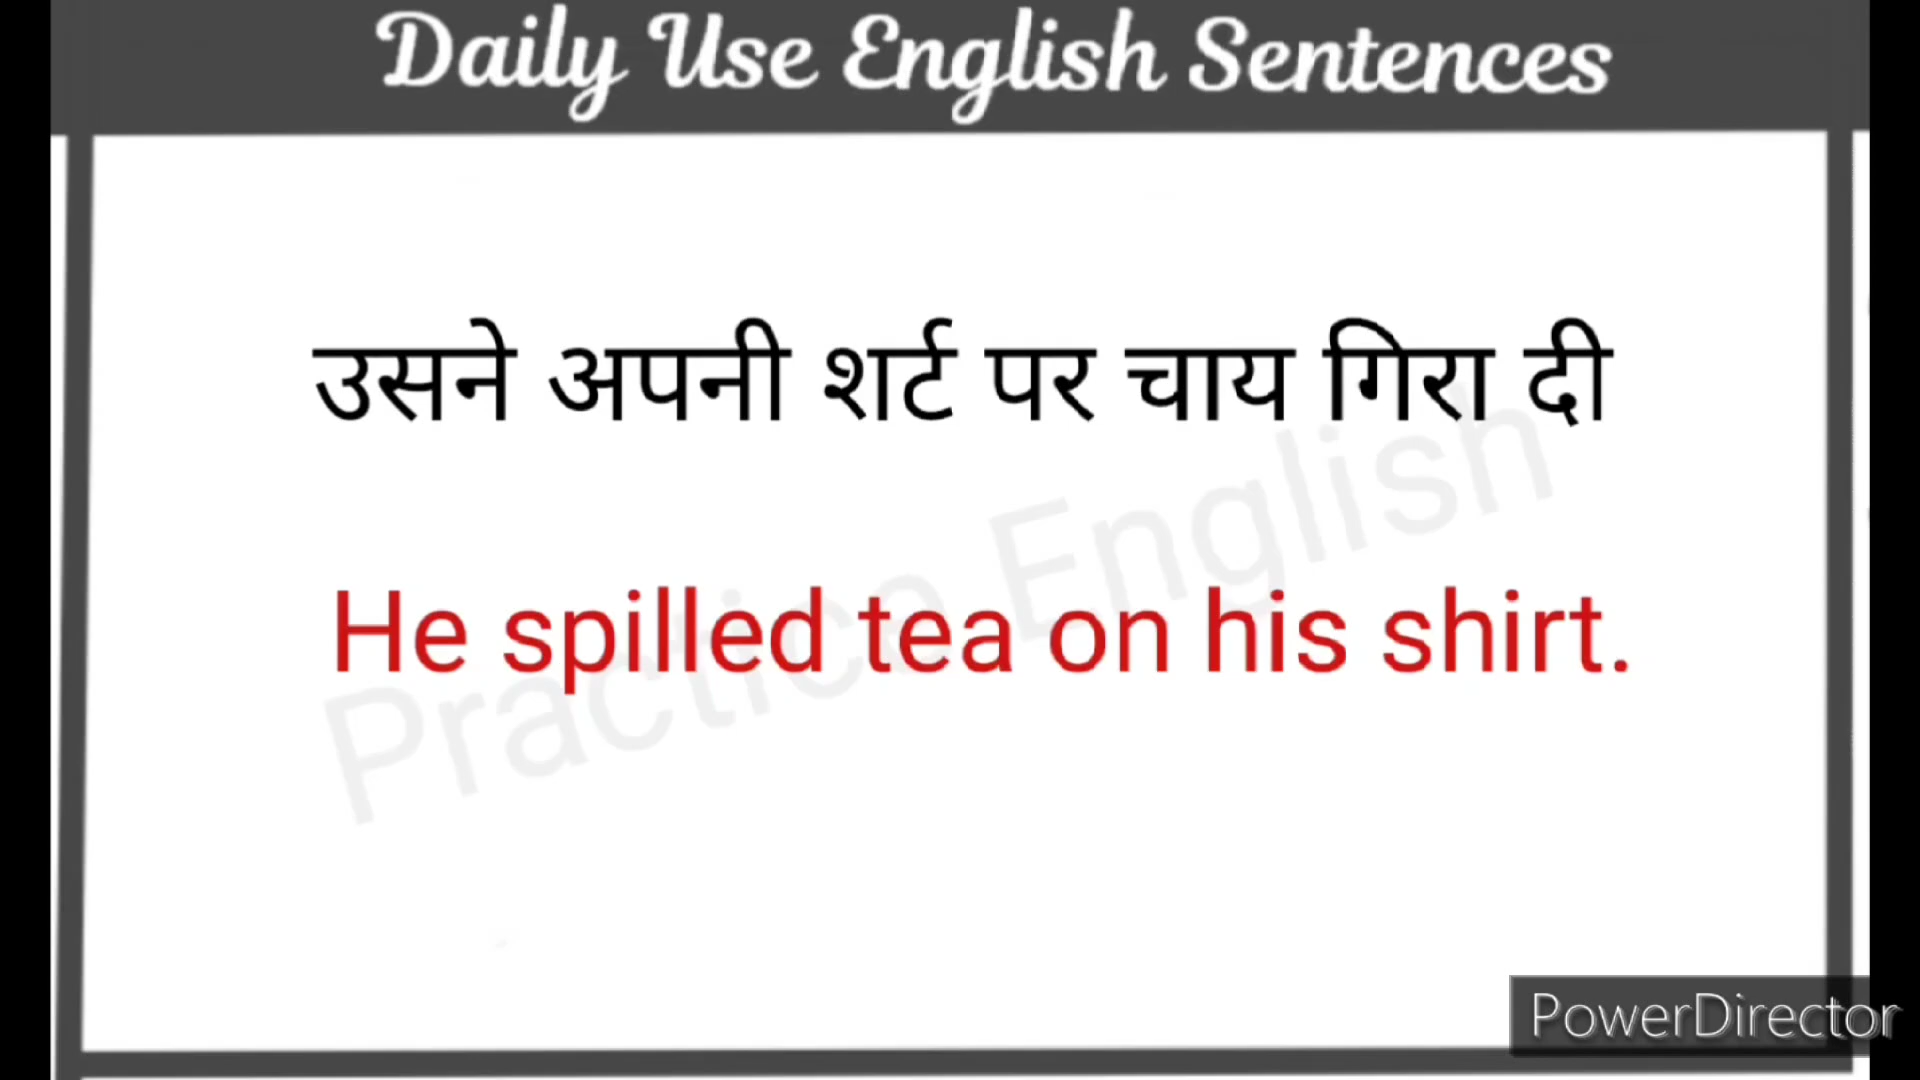 Daily Use English Sentences
उसने अपनी शर्ट पर चाय गिरा दी
He spilled tea on his shirt.
Practice English
PowerDirector